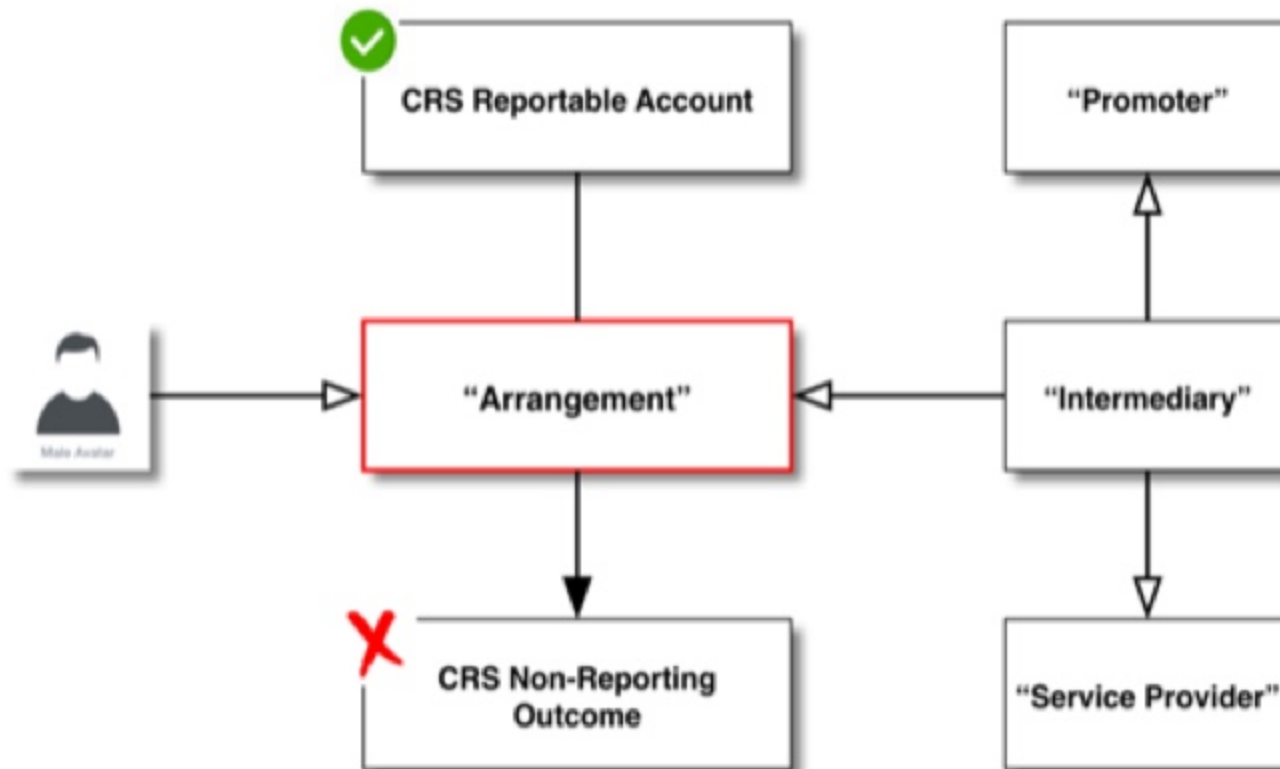 CRS Reportable Account
“Promoter”
Male Avatar
“Arrangement”
“Intermediary”
CRS Non-Reporting
Outcome
“Service Provider”